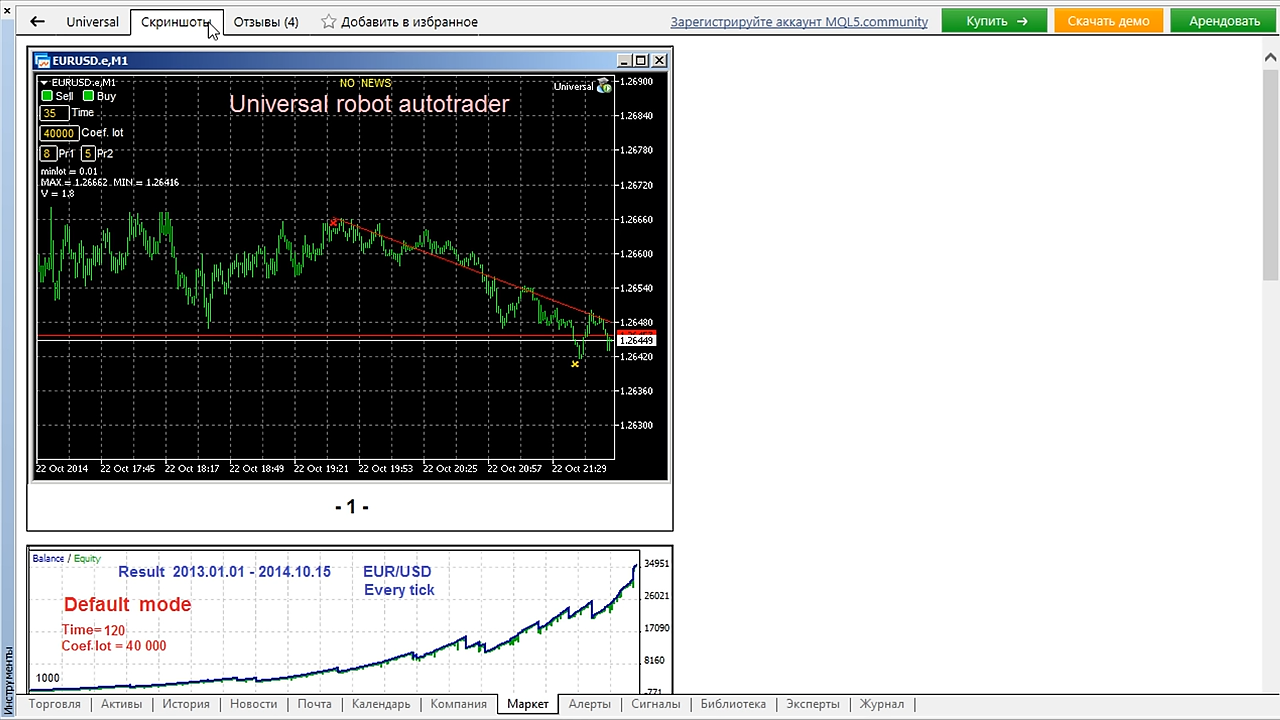 Universal
Скриншоты
Отзывы (4)
Добавить в избранное
Зарегистрируйте аккаунт MQL5.community
Купить →
Скачать демо
Арендовать
EURUSD.e,M1
EURUSD.e,M1
NO NEWS
Universal
Sell Buy
Universal robot autotrader
35 Time
40000 Coef. lot
8 Pr1 5 Pr2
minlot = 0.01
MAX = 1.26662 MIN = 1.26416
V = 1.8
1.26900
1.26840
1.26780
1.26720
1.26660
1.26600
1.26540
1.26480
1.26449
1.26420
1.26360
1.26300
22 Oct 2014 22 Oct 17:45 22 Oct 18:17 22 Oct 18:49 22 Oct 19:21 22 Oct 19:53 22 Oct 20:25 22 Oct 20:57 22 Oct 21:29
- 1 -
Balance / Equity
Result 2013.01.01 - 2014.10.15 EUR/USD
Every tick
Default mode
Time= 120
Coef.lot = 40 000
1000
34951
26021
17090
8160
-771
Инструменты
Торговля Активы История Новости Почта Календарь Компания Маркет Алерты Сигналы Библиотека Эксперты Журнал